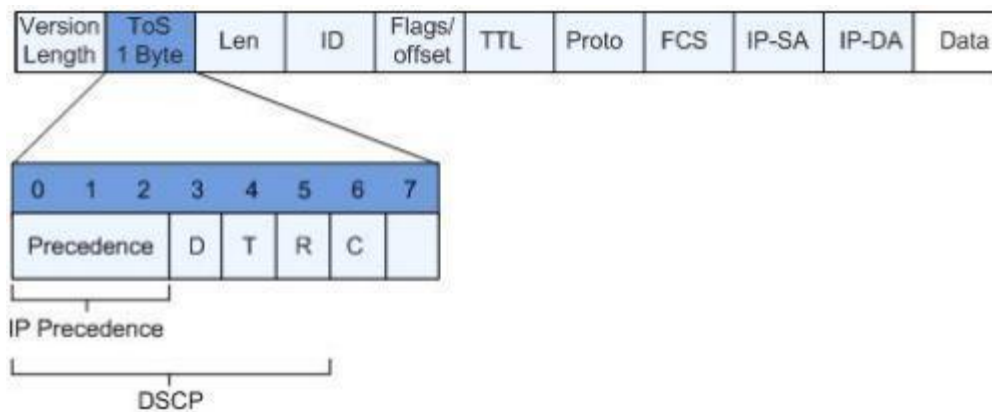 Version Length ToS 1 Byte Len ID Flags/ offset TTL Proto FCS IP-SA IP-DA Data
0 1 2 3 4 5 6 7
Precedence D T R C
IP Precedence
DSCP